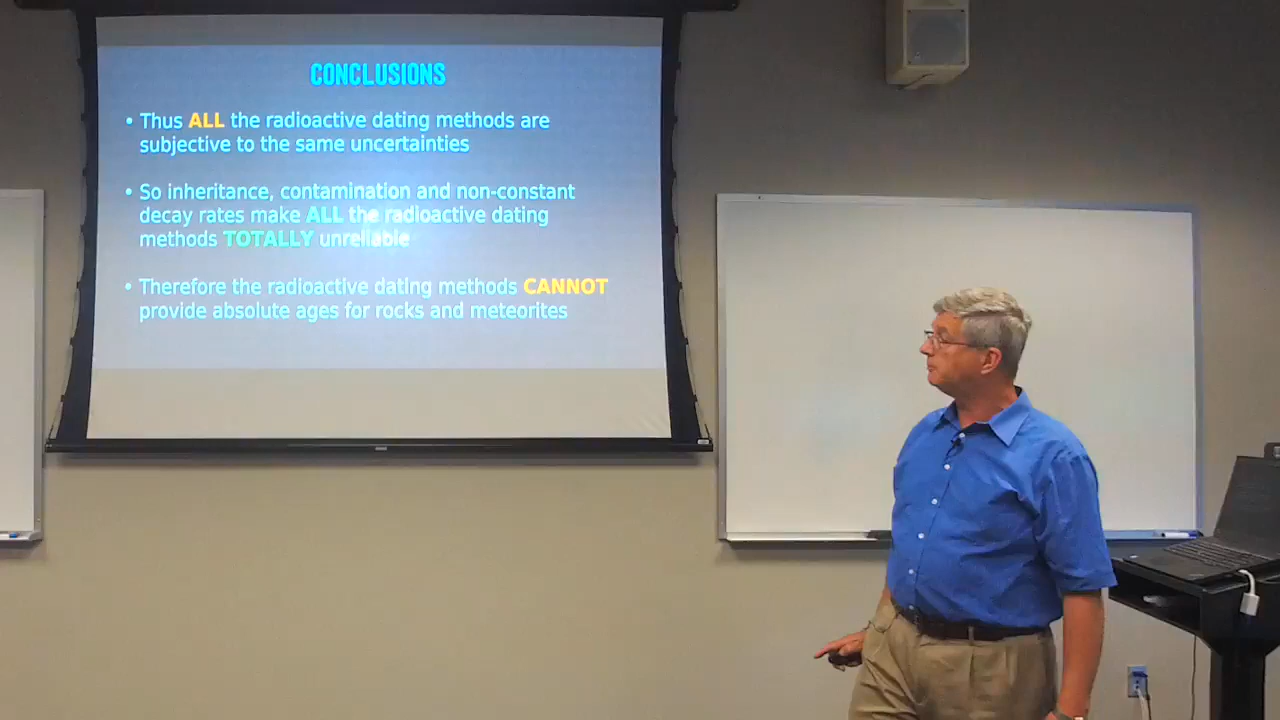 CONCLUSIONS
• Thus ALL the radioactive dating methods are
subjective to the same uncertainties
• So inheritance, contamination and non-constant
decay rates make ALL the radioactive dating
methods TOTALLY unreliable
• Therefore the radioactive dating methods CANNOT
provide absolute ages for rocks and meteorites